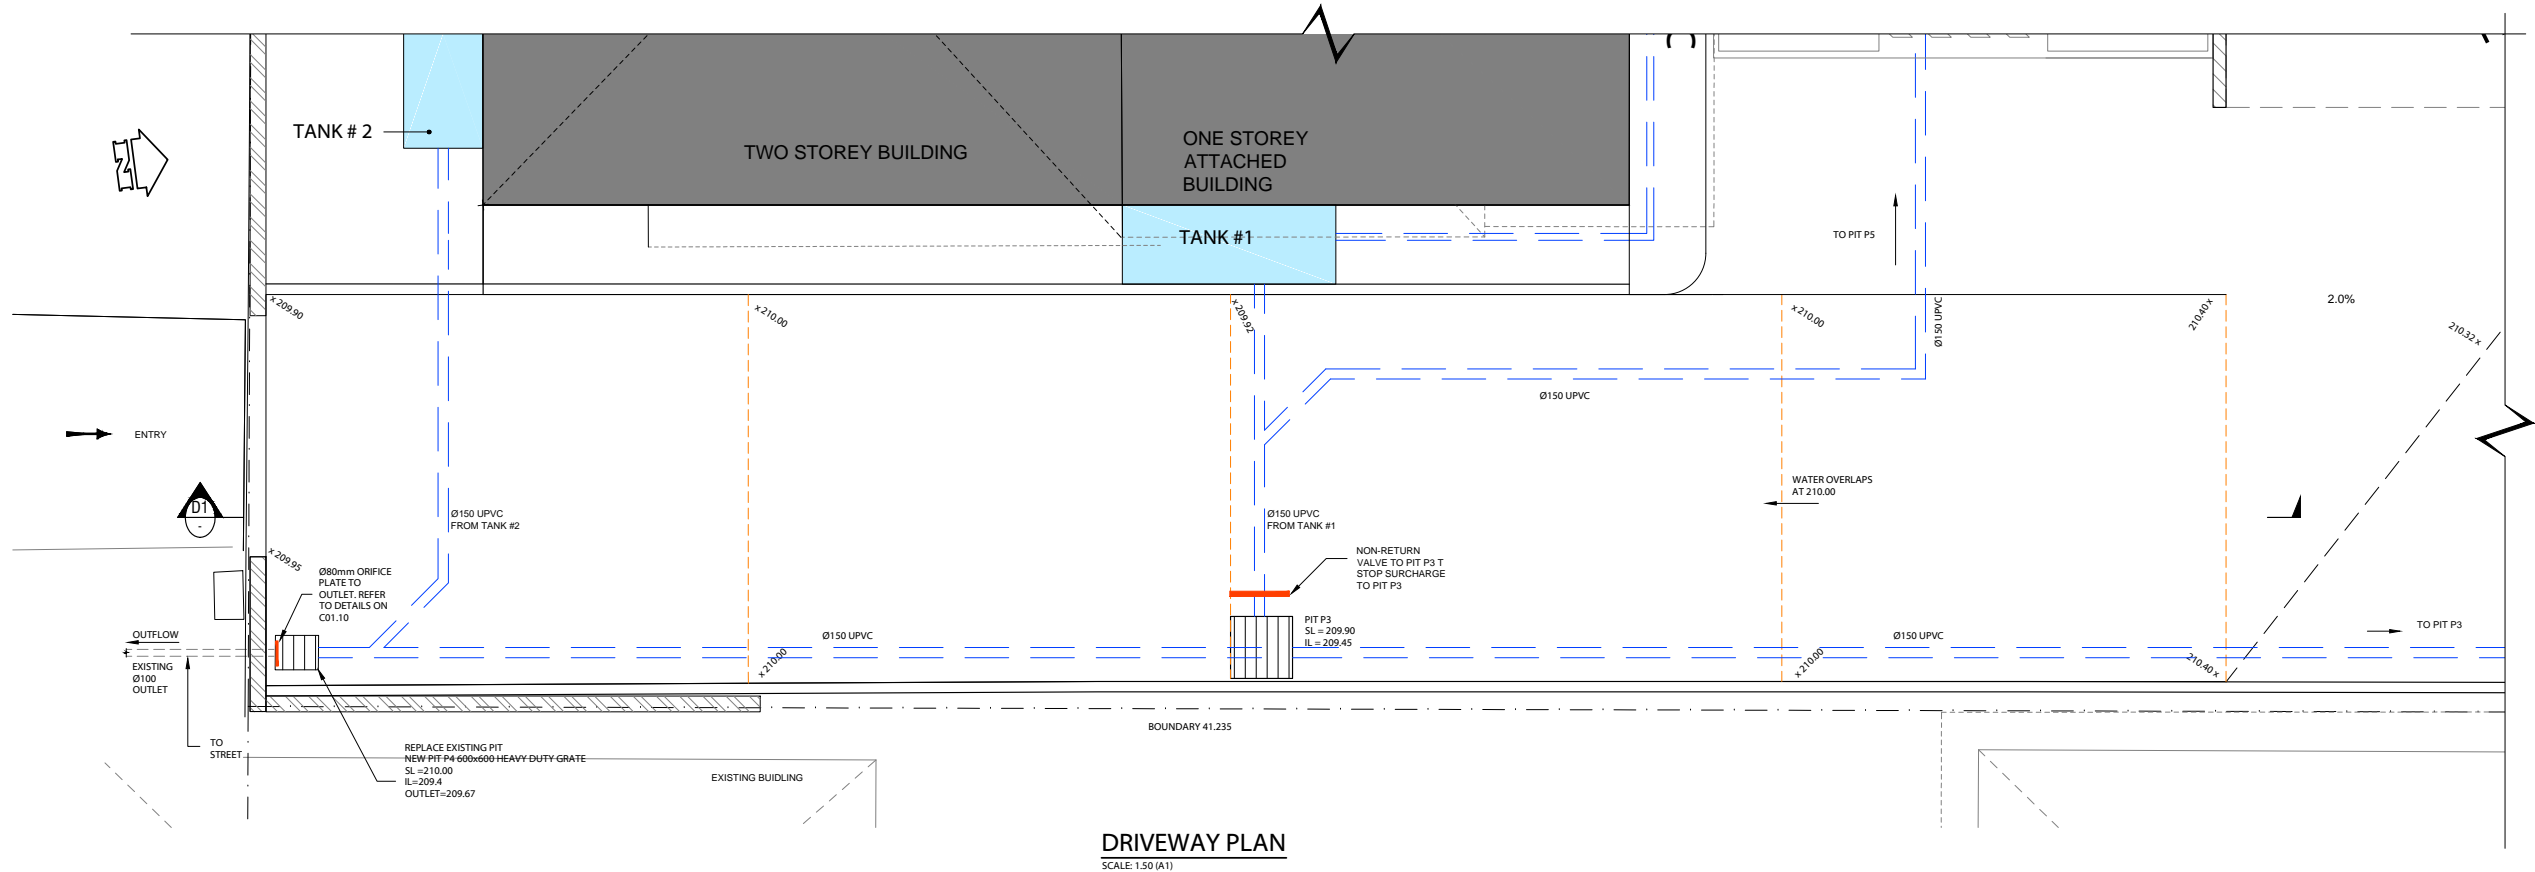 TANK # 2
TWO STOREY BUILDING
ONE STOREY
ATTACHED
BUILDING
N
TANK #1
TO PIT P5
x 209.90
x 210.00
x 209.92
x 210.00
210.40 x
Ø150 UPVC
2.0%
210.32 x
Ø150 UPVC
ENTRY
D1
-
Ø150 UPVC
FROM TANK #2
Ø150 UPVC
FROM TANK #1
WATER OVERLAPS
AT 210.00
x 209.95
Ø80mm ORIFICE
PLATE TO
OUTLET. REFER
TO DETAILS ON
C01.10
NON-RETURN
VALVE TO PIT P3 T
STOP SURCHARGE
TO PIT P3
OUTFLOW
EXISTING
Ø100
OUTLET
Ø150 UPVC
x 210.00
PIT P3
SL = 209.90
IL = 209.45
x 210.00
Ø150 UPVC
210.40 x
TO PIT P3
BOUNDARY 41.235
TO
STREET
REPLACE EXISTING PIT
NEW PIT P4 600x600 HEAVY DUTY GRATE
SL =210.00
IL=209.4
OUTLET=209.67
EXISTING BUIDLING
DRIVEWAY PLAN
SCALE: 1.50 (A1)